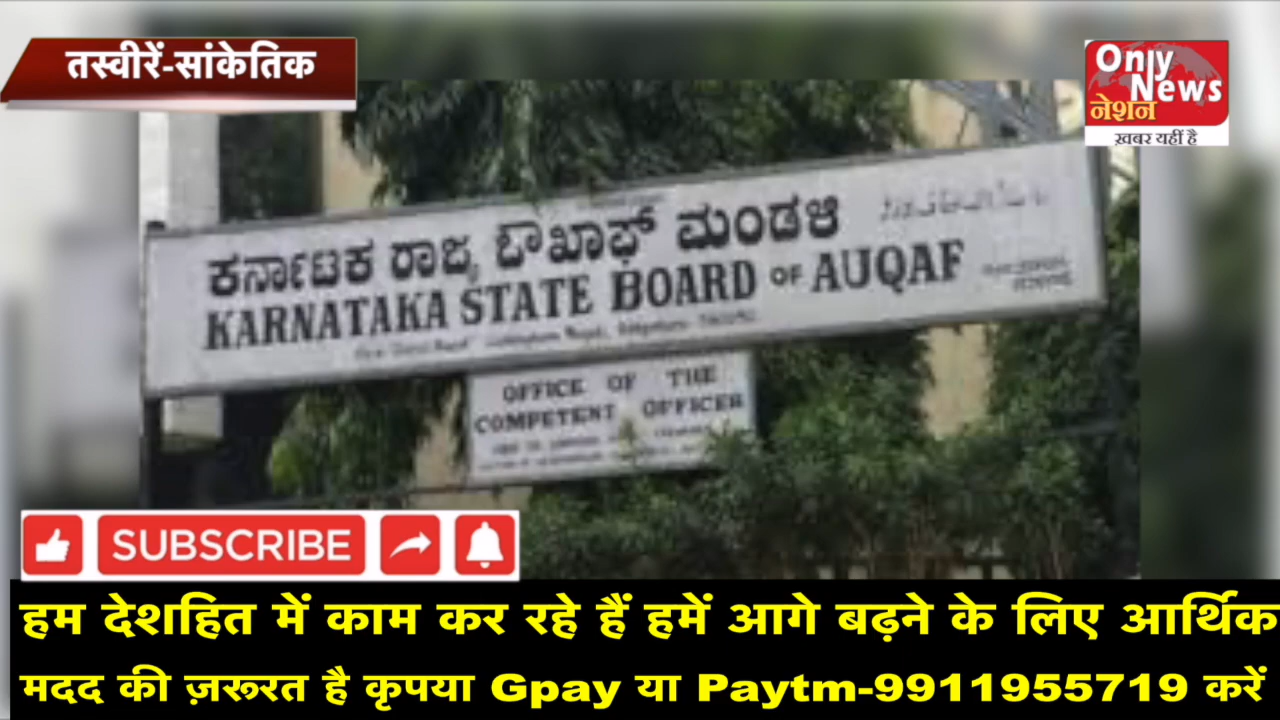 तस्वीरें-सांकेतिक
Only
News
नेशन
ख़बर यहीं है
ಕರ್ನಾಟಕ ರಾಜ್ಯ ಔಖಾಫ್ ಮಂಡಳಿ
KARNATAKA STATE BOARD OF AUQAF
OFFICE OF THE
COMPETENT OFFICER
SUBSCRIBE
हम देशहित में काम कर रहे हैं हमें आगे बढ़ने के लिए आर्थिक
मदद की ज़रूरत है कृपया Gpay या Paytm-9911955719 करें